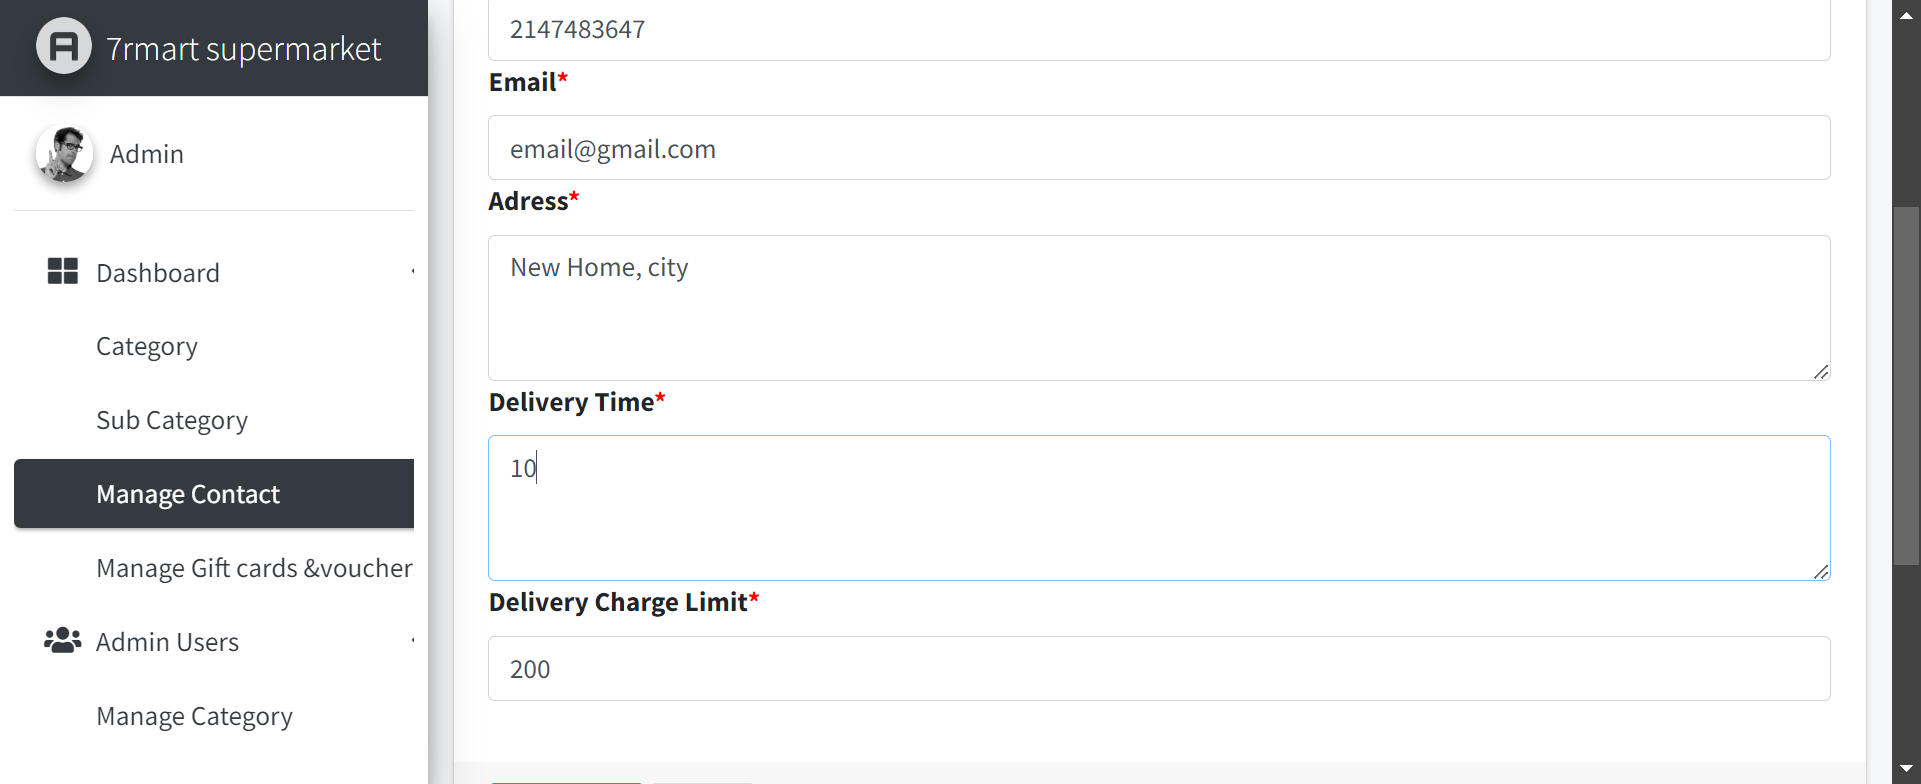 7rmart supermarket
Admin
Dashboard
Category
Sub Category
Manage Contact
Manage Gift cards &voucher
Admin Users
Manage Category
2147483647
Email*
email@gmail.com
Adress*
New Home, city
Delivery Time*
10
Delivery Charge Limit*
200